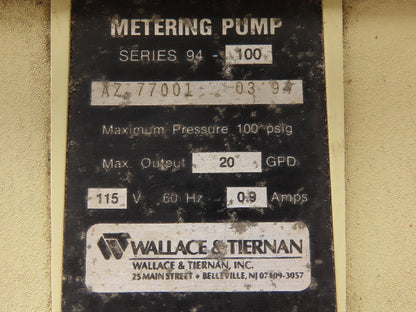 METERING PUMP
SERIES 94 - 100
AZ 77001 03 94
Maximum Pressure 100 psig
Max. Output 20 GPD
115 V 60 Hz 0.9 Amps
WALLACE & TIERNAN
WALLACE & TIERNAN, INC.
25 MAIN STREET • BELLEVILLE, NJ 07109-3057